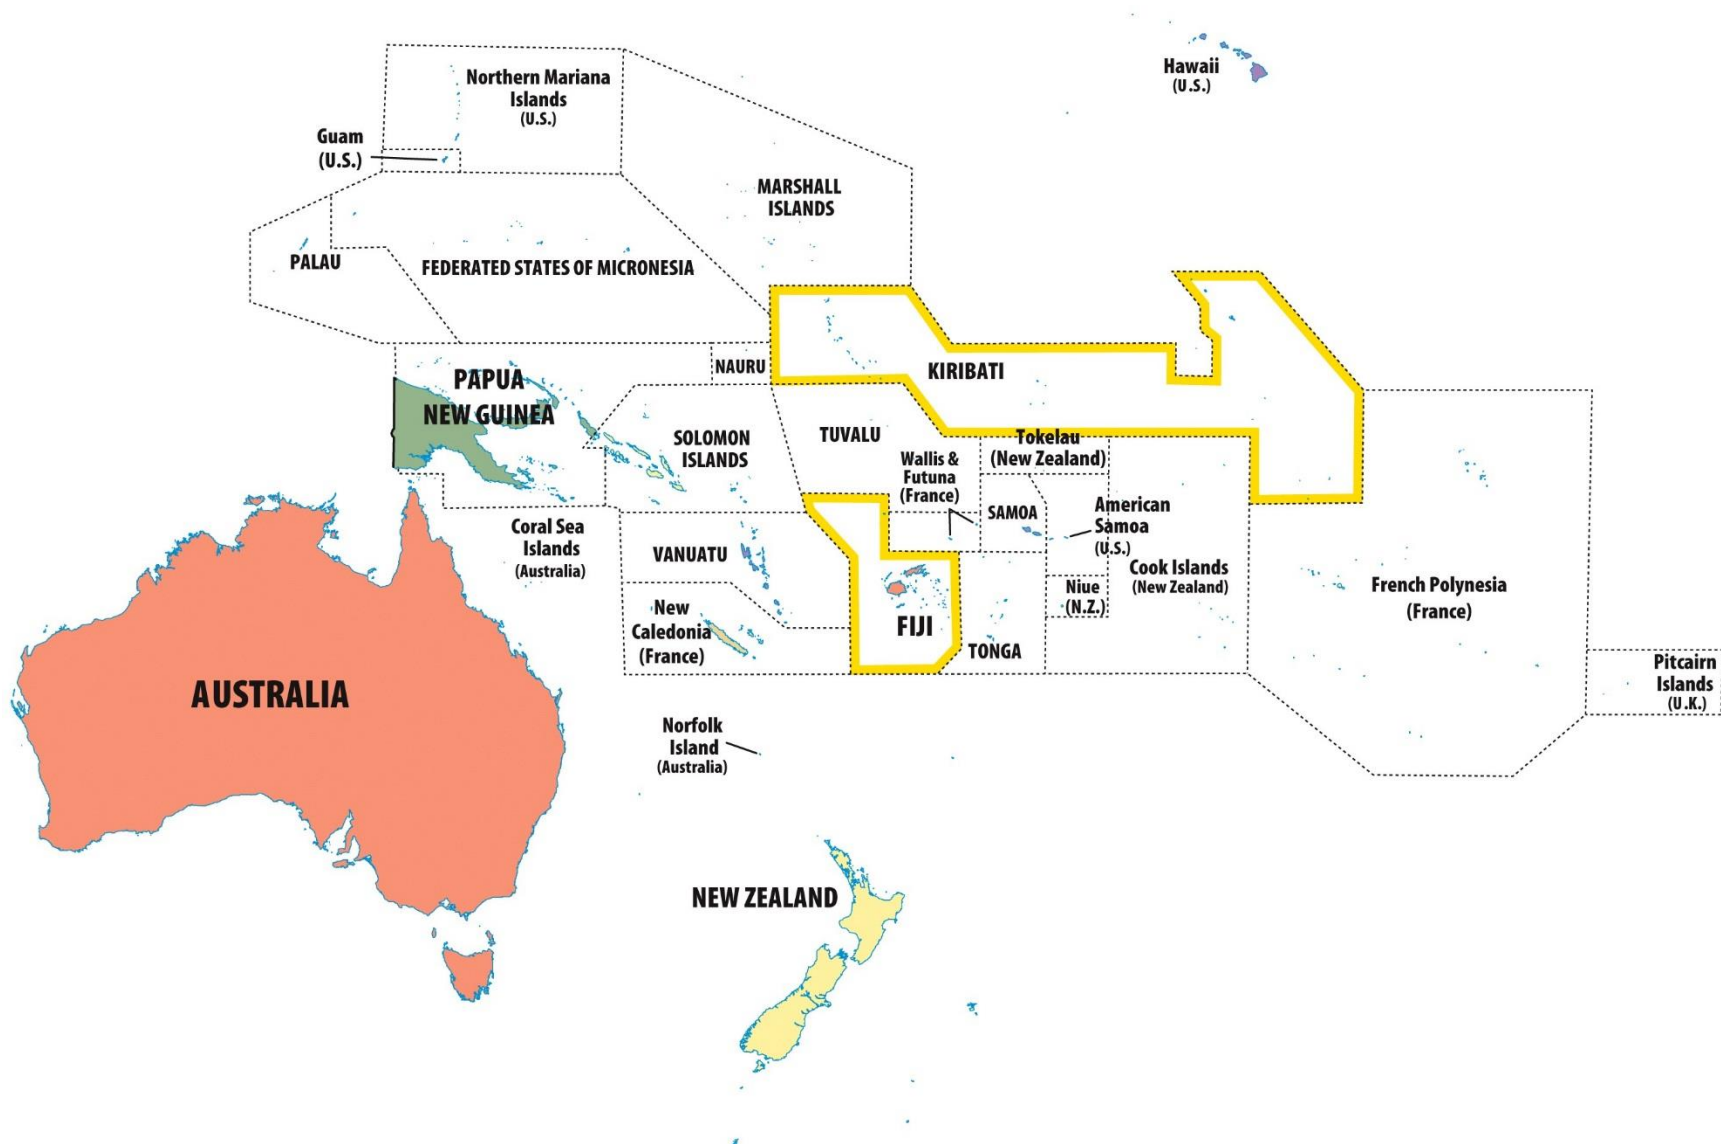 Hawaii
(U.S.)
Northern Mariana
Islands
(U.S.)
Guam
(U.S.)
MARSHALL
ISLANDS
PALAU
FEDERATED STATES OF MICRONESIA
NAURU
KIRIBATI
PAPUA
NEW GUINEA
SOLOMON
ISLANDS
TUVALU
Tokelau
(New Zealand)
Wallis &
Futuna
(France)
SAMOA
American
Samoa
(U.S.)
Coral Sea
Islands
(Australia)
VANUATU
Cook Islands
(New Zealand)
French Polynesia
(France)
Niue
(N.Z.)
New
Caledonia
(France)
FIJI
TONGA
Pitcairn
Islands
(U.K.)
AUSTRALIA
Norfolk
Island
(Australia)
NEW ZEALAND